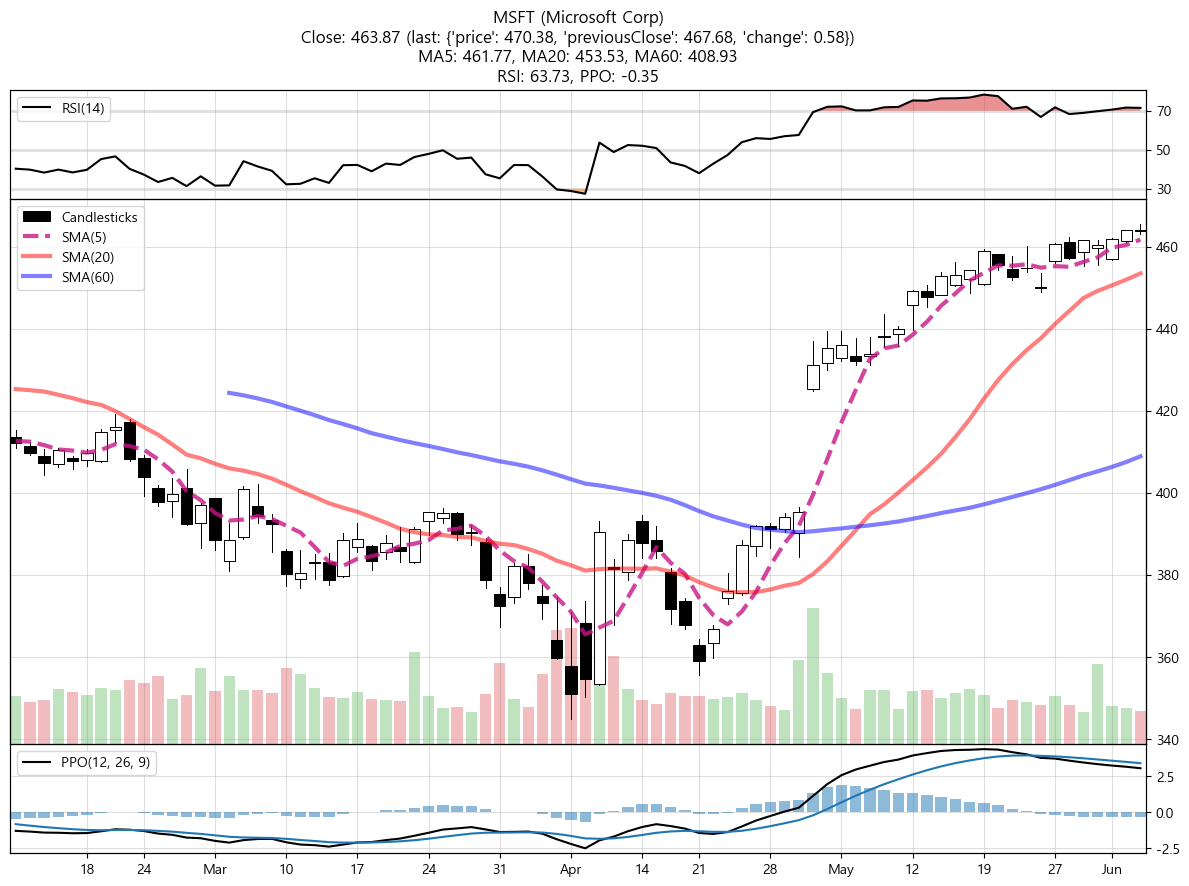 MSFT (Microsoft Corp)
Close: 463.87 (last: {'price': 470.38, 'previousClose': 467.68, 'change': 0.58})
MA5: 461.77, MA20: 453.53, MA60: 408.93
RSI: 63.73, PPO: -0.35
RSI(14)
70
50
30
Candlesticks
SMA(5)
SMA(20)
SMA(60)
460
440
420
400
380
360
340
PPO(12, 26, 9)
2.5
0.0
-2.5
18 24 Mar 10 17 24 31 Apr 14 21 28 May 12 19 27 Jun